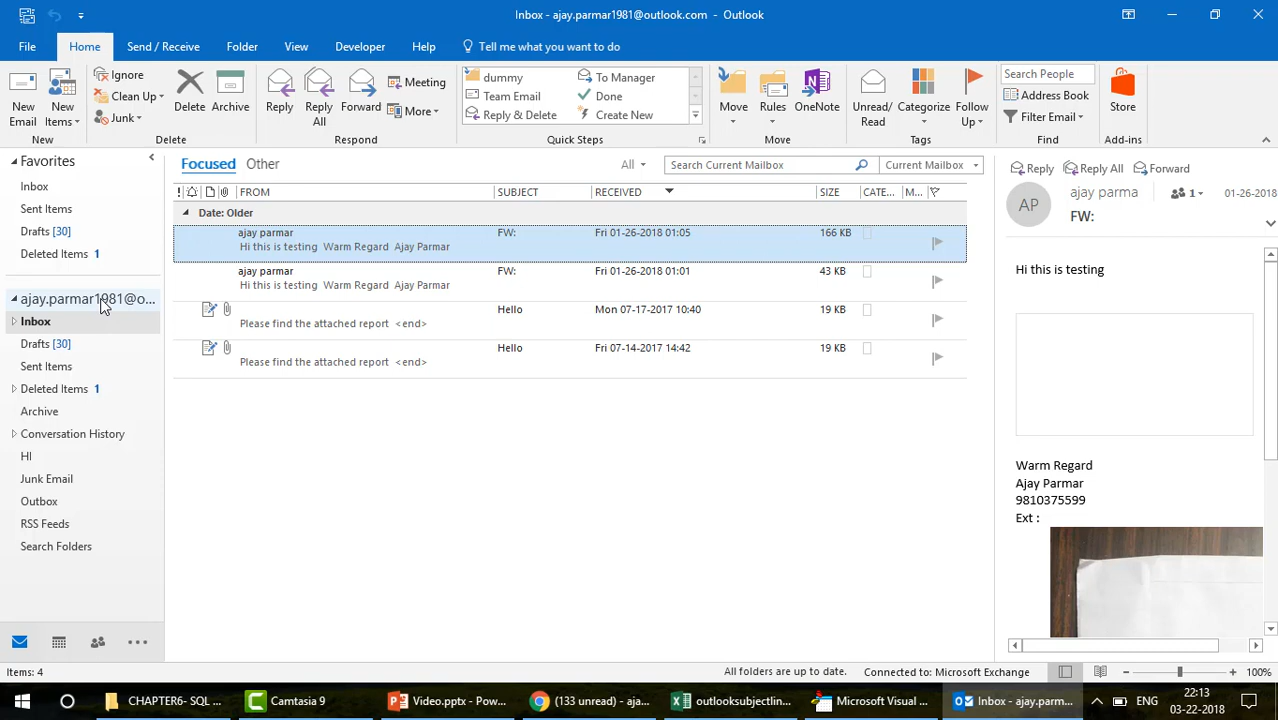 Inbox - ajay.parmar1981@outlook.com - Outlook
File Home Send / Receive Folder View Developer Help Tell me what you want to do
New Email
New Items
Ignore
Clean Up
Junk
Delete
Archive
Reply
Reply All
Forward
Meeting
More
dummy
Team Email
Reply & Delete
To Manager
Done
Create New
Move
Rules
OneNote
Unread/ Read
Categorize
Follow Up
Search People
Address Book
Filter Email
Store
New Delete Respond Quick Steps Move Tags Find Add-ins
Favorites
Inbox
Sent Items
Drafts [30]
Deleted Items 1
ajay.parmar1981@o...
Inbox
Drafts [30]
Sent Items
Deleted Items 1
Archive
Conversation History
HI
Junk Email
Outbox
RSS Feeds
Search Folders
Focused Other All Search Current Mailbox Current Mailbox
! FROM SUBJECT RECEIVED SIZE CATE... M...
Date: Older
ajay parmar FW: Fri 01-26-2018 01:05 166 KB
Hi this is testing Warm Regard Ajay Parmar
ajay parmar FW: Fri 01-26-2018 01:01 43 KB
Hi this is testing Warm Regard Ajay Parmar
Hello Mon 07-17-2017 10:40 19 KB
Please find the attached report <end>
Hello Fri 07-14-2017 14:42 19 KB
Please find the attached report <end>
Reply Reply All Forward
AP
ajay parma 1 01-26-2018
FW:
Hi this is testing
Warm Regard
Ajay Parmar
9810375599
Ext :
Items: 4 All folders are up to date. Connected to: Microsoft Exchange 100%
CHAPTER6- SQL ... Camtasia 9 Video.pptx - Pow... (133 unread) - aja... outlooksubjectlin... Microsoft Visual ... Inbox - ajay.parm... ENG
22:13
03-22-2018